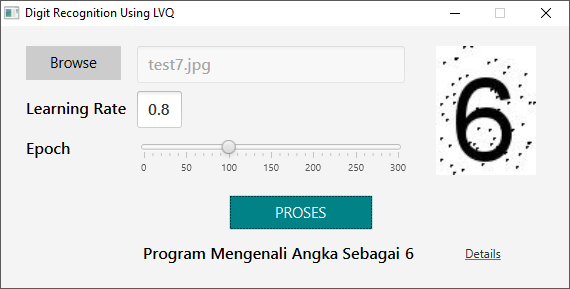 Digit Recognition Using LVQ
Browse test7.jpg
Learning Rate 0.8
Epoch
0 50 100 150 200 250 300
PROSES
Program Mengenali Angka Sebagai 6
Details
6